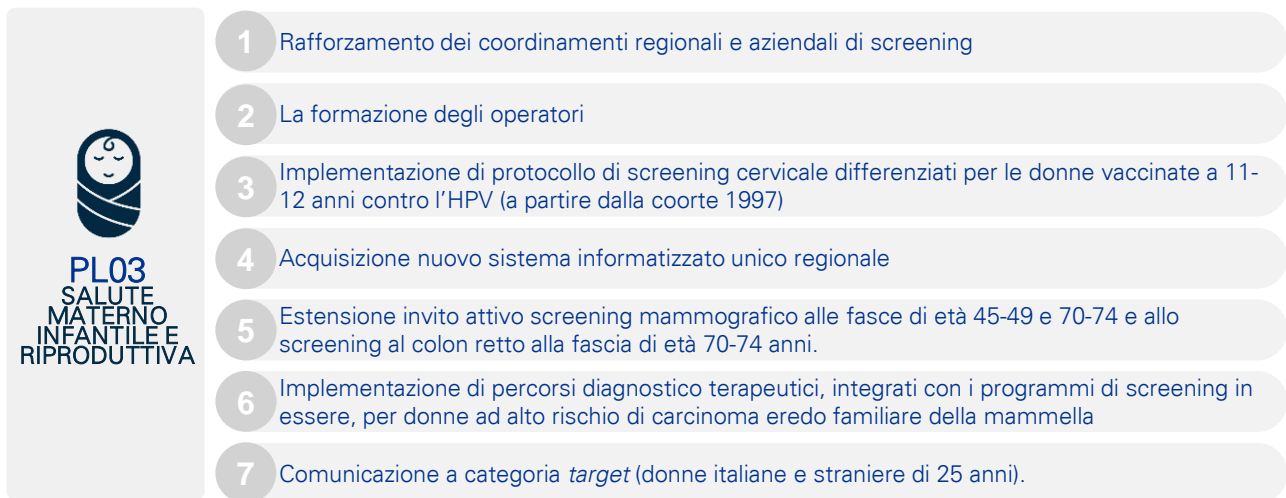 PL03
SALUTE
MATERNO
INFANTILE E
RIPRODUTTIVA
1
Rafforzamento dei coordinamenti regionali e aziendali di screening
2
La formazione degli operatori
3
Implementazione di protocollo di screening cervicale differenziati per le donne vaccinate a 11-
12 anni contro l'HPV (a partire dalla coorte 1997)
4
Acquisizione nuovo sistema informatizzato unico regionale
5
Estensione invito attivo screening mammografico alle fasce di età 45-49 e 70-74 e allo
screening al colon retto alla fascia di età 70-74 anni.
6
Implementazione di percorsi diagnostico terapeutici, integrati con i programmi di screening in
essere, per donne ad alto rischio di carcinoma eredo familiare della mammella
7
Comunicazione a categoria target (donne italiane e straniere di 25 anni).